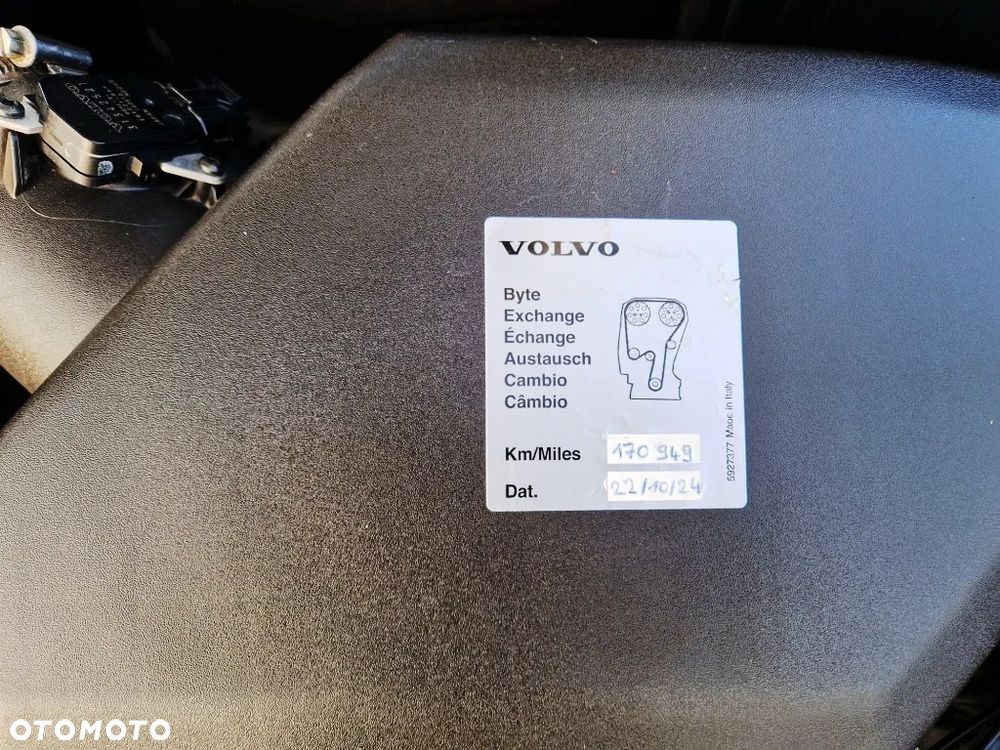 VOLVO
Byte
Exchange
Échange
Austausch
Cambio
Câmbio
Km/Miles 170 949
Dat. 22/10/24
5927377 Made in Italy
OTOMOTO